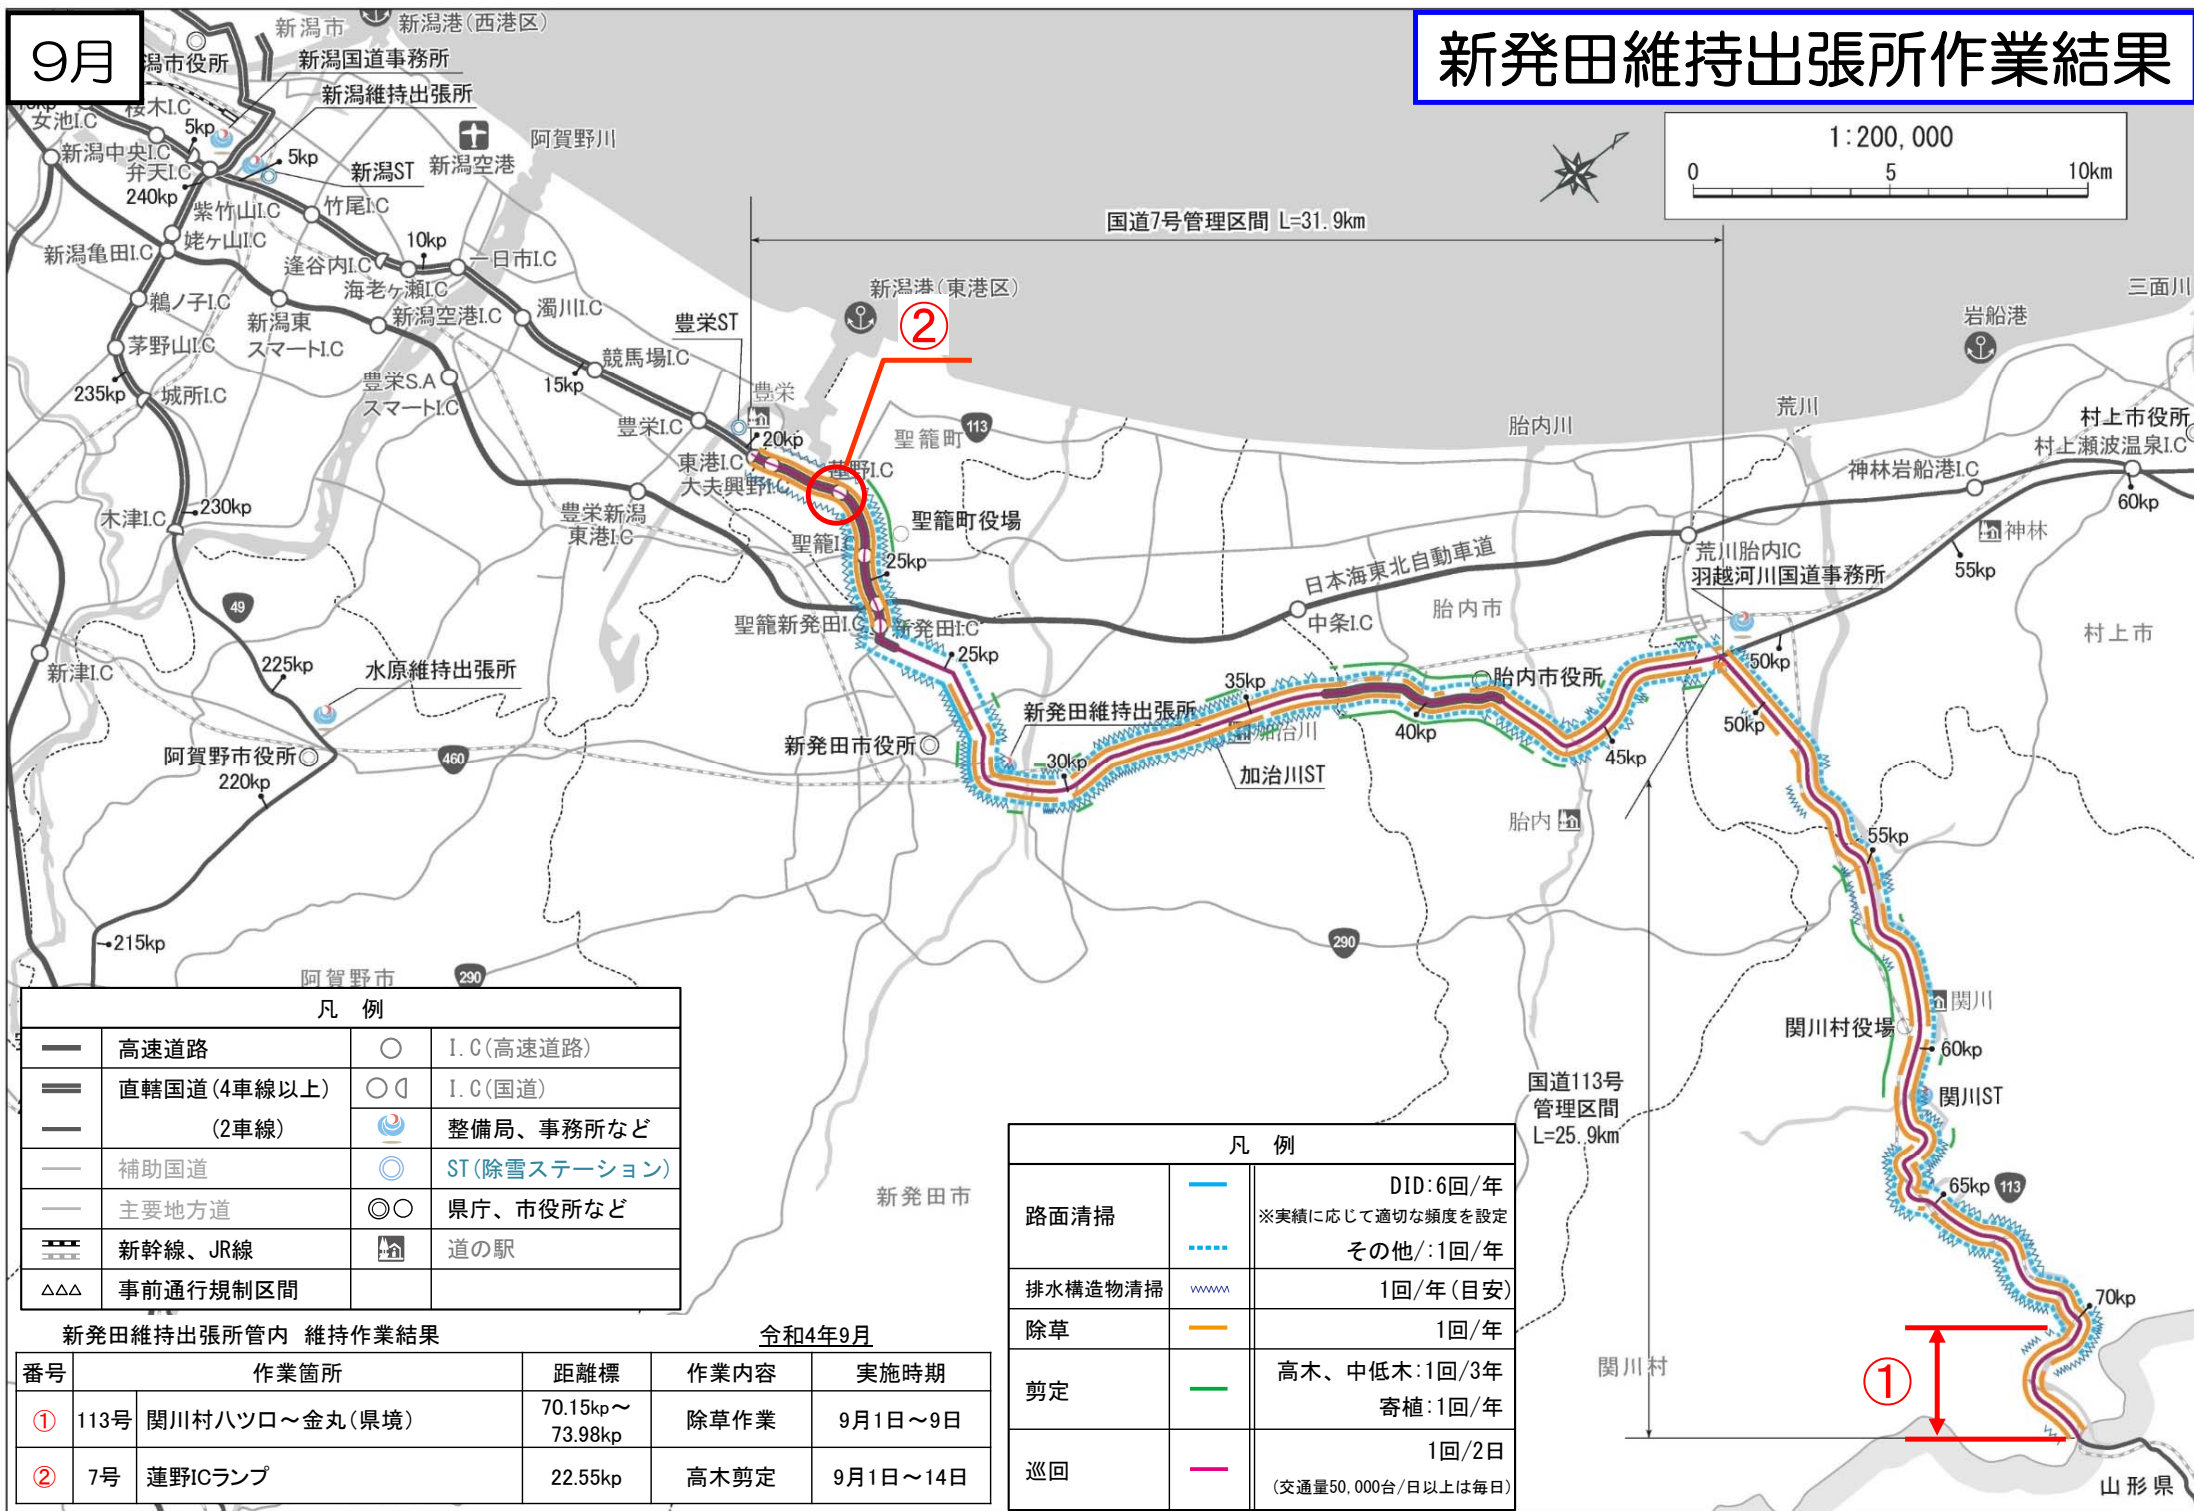 9月
新発田維持出張所作業結果
1:200,000
0 5 10km
新潟市
新潟港(西港区)
潟市役所
新潟国道事務所
新潟維持出張所
桜木I.C
女池I.C
5kp
新潟中央I.C
弁天I.C
5kp
新潟ST
新潟空港
阿賀野川
240kp
紫竹山I.C
竹尾I.C
姥ヶ山I.C
新潟亀田I.C
10kp
一日市I.C
逢谷内I.C
海老ヶ瀬I.C
鵜ノ子I.C
新潟東
スマートI.C
新潟空港I.C
濁川I.C
茅野山I.C
競馬場I.C
15kp
235kp
城所I.C
豊栄S.A
スマートI.C
豊栄I.C
豊栄ST
豊栄
20kp
東港I.C
大夫興野I.C
蓮野I.C
国道7号管理区間 L=31.9km
新潟港(東港区)
②
聖籠町
113
胎内川
荒川
岩船港
三面川
村上市役所
村上瀬波温泉I.C
神林岩船港I.C
60kp
神林
55kp
木津I.C
230kp
豊栄新潟
東港I.C
聖籠町役場
聖籠I.
25kp
日本海東北自動車道
荒川胎内IC
羽越河川国道事務所
49
聖籠新発田I.C
新発田I.C
中条I.C
胎内市
村上市
新津I.C
225kp
水原維持出張所
25kp
50kp
35kp
胎内市役所
新発田維持出張所
40kp
50kp
阿賀野市役所
新発田市役所
加治川
45kp
460
30kp
加治川ST
220kp
胎内
55kp
215kp
290
290
阿賀野市
関川
関川村役場
60kp
国道113号
管理区間
L=25.9km
関川ST
新発田市
65kp
113
70kp
関川村
①
山形県
凡 例
高速道路 I.C(高速道路)
直轄国道(4車線以上) I.C(国道)
(2車線) 整備局、事務所など
補助国道 ST(除雪ステーション)
主要地方道 県庁、市役所など
新幹線、JR線 道の駅
事前通行規制区間
凡 例
路面清掃 DID:6回/年
※実績に応じて適切な頻度を設定
その他/:1回/年
排水構造物清掃 1回/年(目安)
除草 1回/年
剪定 高木、中低木:1回/3年
寄植:1回/年
巡回 1回/2日
(交通量50,000台/日以上は毎日)
新発田維持出張所管内 維持作業結果 令和4年9月
番号 作業箇所 距離標 作業内容 実施時期
① 113号 関川村八ツ口～金丸(県境) 70.15kp～73.98kp 除草作業 9月1日～9日
② 7号 蓮野ICランプ 22.55kp 高木剪定 9月1日～14日